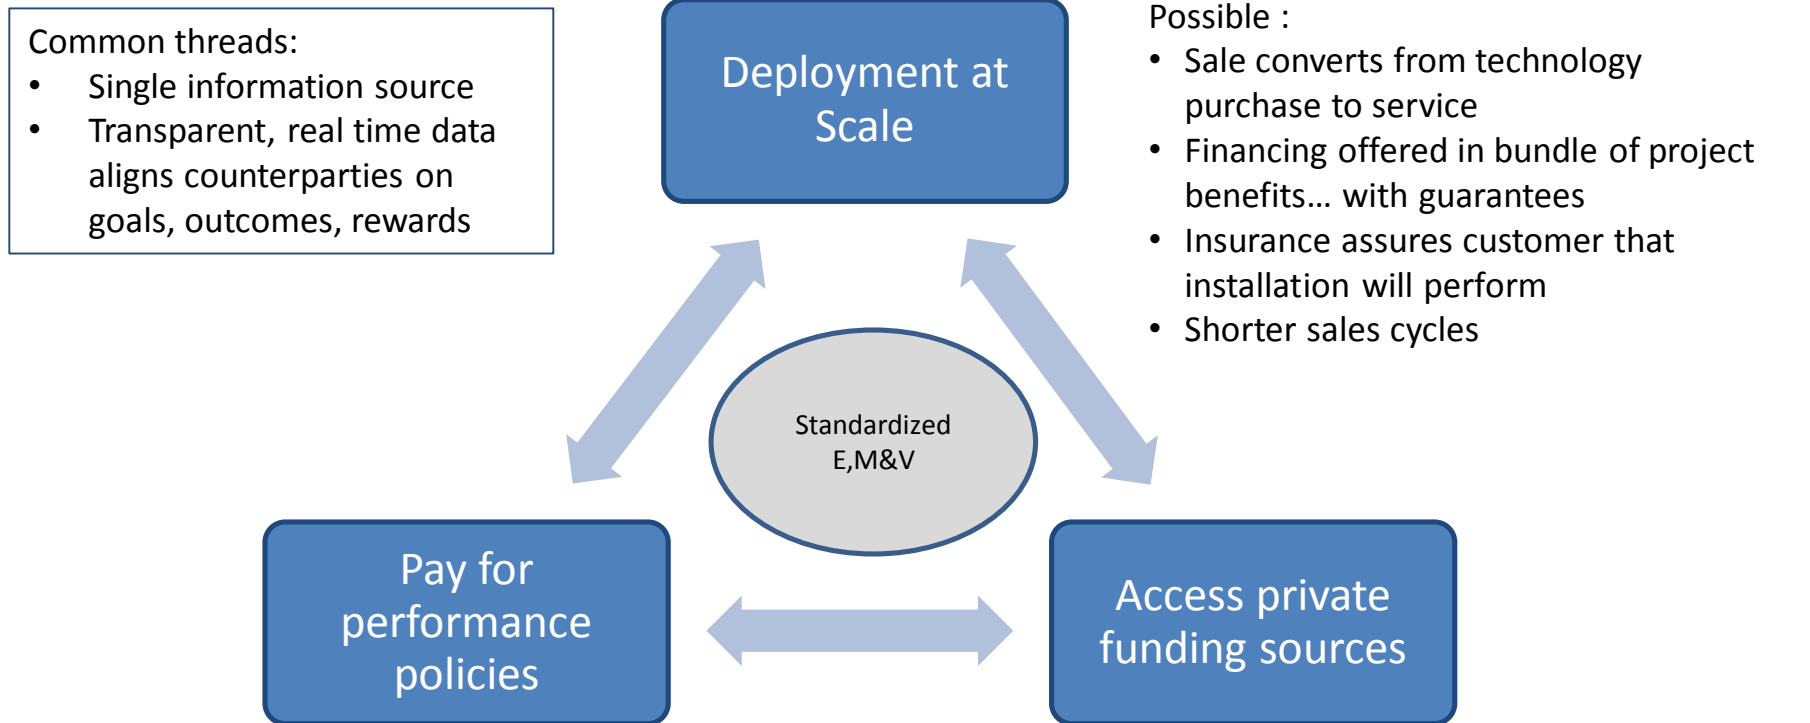 Common threads:
• Single information source
• Transparent, real time data
aligns counterparties on
goals, outcomes, rewards
Deployment at
Scale
Possible :
• Sale converts from technology
purchase to service
• Financing offered in bundle of project
benefits... with guarantees
• Insurance assures customer that
installation will perform
• Shorter sales cycles
Standardized
E,M&V
Pay for
performance
policies
Access private
funding sources